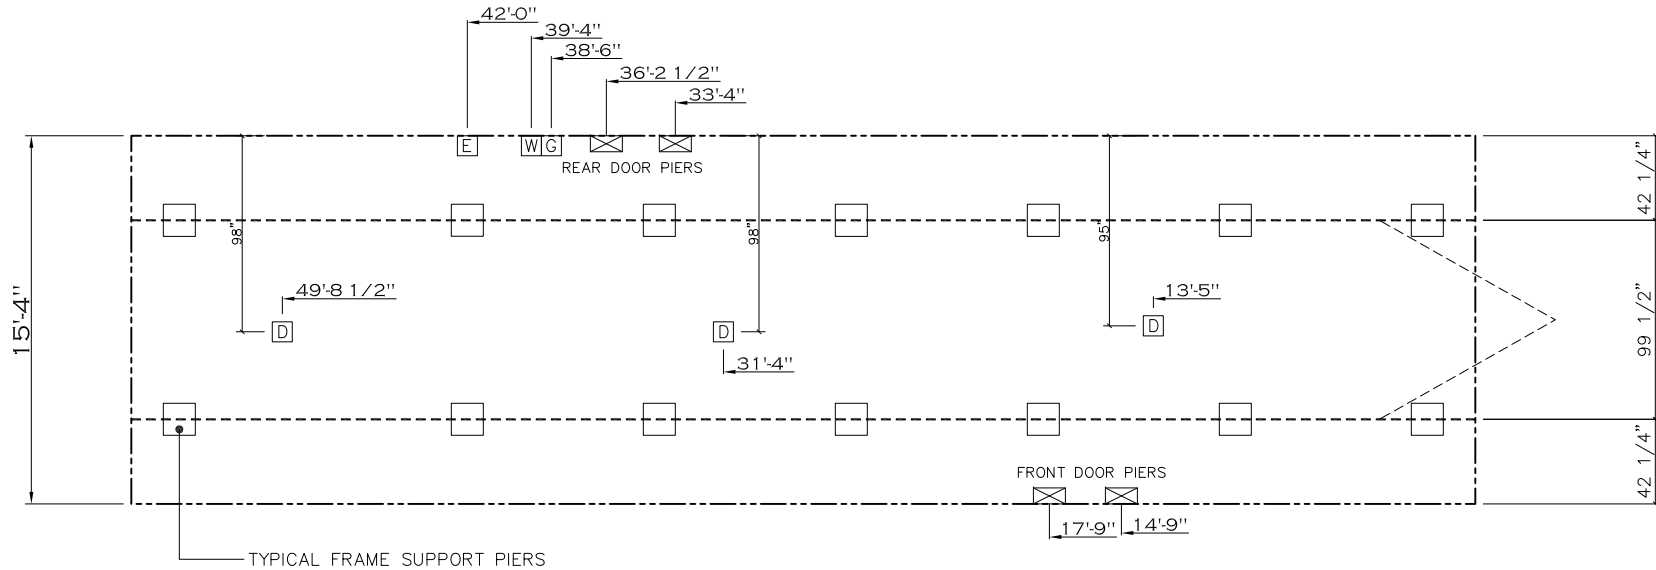 42'-0"
39'-4"
38'-6"
36'-2 1/2"
33'-4"
E
W
G
REAR DOOR PIERS
42 1/4"
98"
98"
95"
15'-4"
49'-8 1/2"
13'-5"
99 1/2"
D
D
D
31'-4"
42 1/4"
FRONT DOOR PIERS
17'-9"
14'-9"
TYPICAL FRAME SUPPORT PIERS